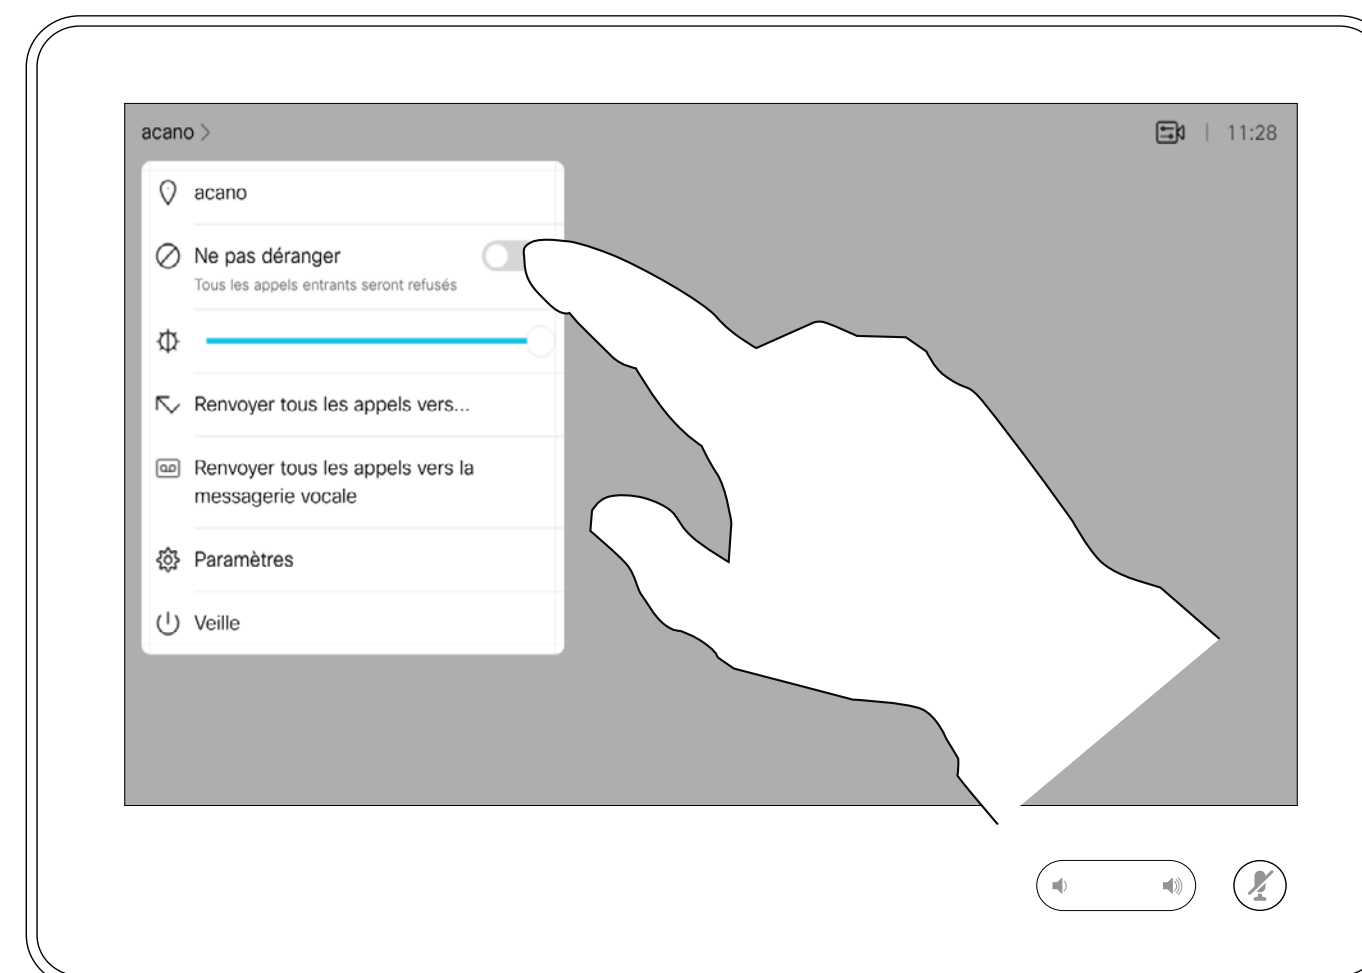 acano >
11:28
acano
Ne pas déranger
Tous les appels entrants seront refusés
Renvoyer tous les appels vers...
Renvoyer tous les appels vers la
messagerie vocale
Paramètres
Veille